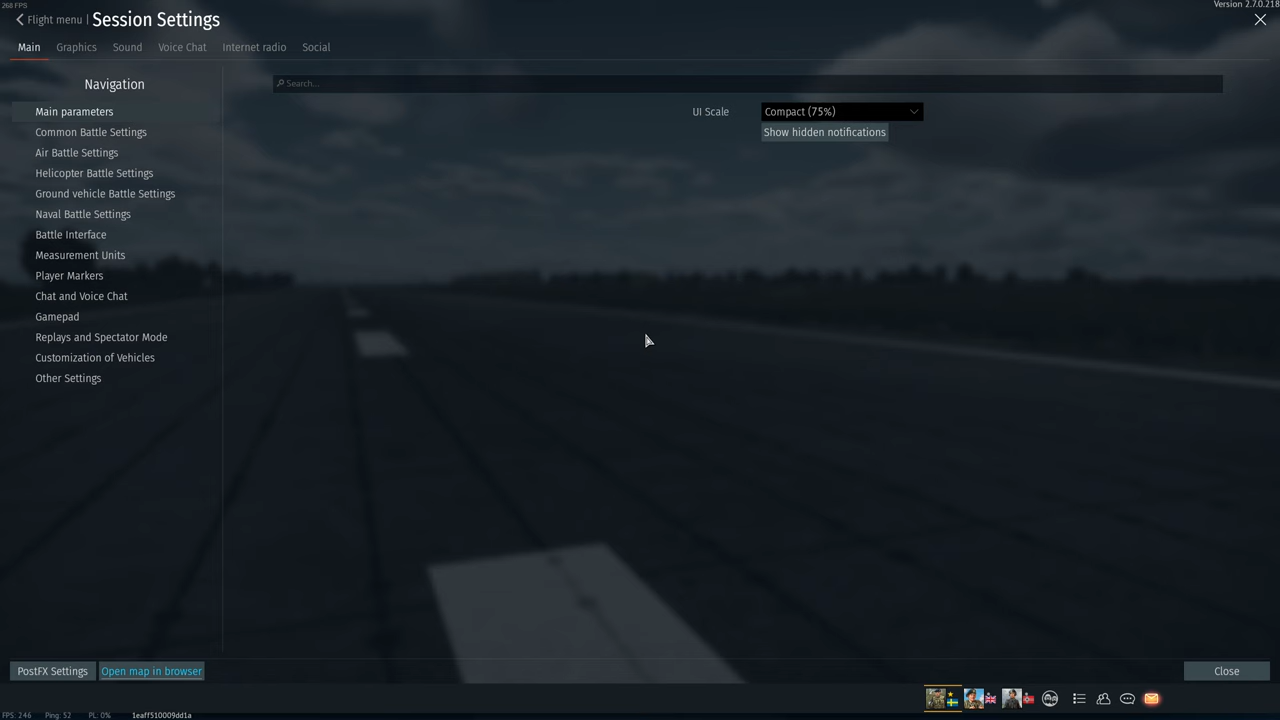 268 FPS
Version 2.7.0.218
Flight menu | Session Settings
Main Graphics Sound Voice Chat Internet radio Social
Navigation
Search...
Main parameters
UI Scale Compact (75%)
Show hidden notifications
Common Battle Settings
Air Battle Settings
Helicopter Battle Settings
Ground vehicle Battle Settings
Naval Battle Settings
Battle Interface
Measurement Units
Player Markers
Chat and Voice Chat
Gamepad
Replays and Spectator Mode
Customization of Vehicles
Other Settings
PostFX Settings Open map in browser
Close
FPS: 246 Ping: 52 PL: 0% 1eaff510009dd1a